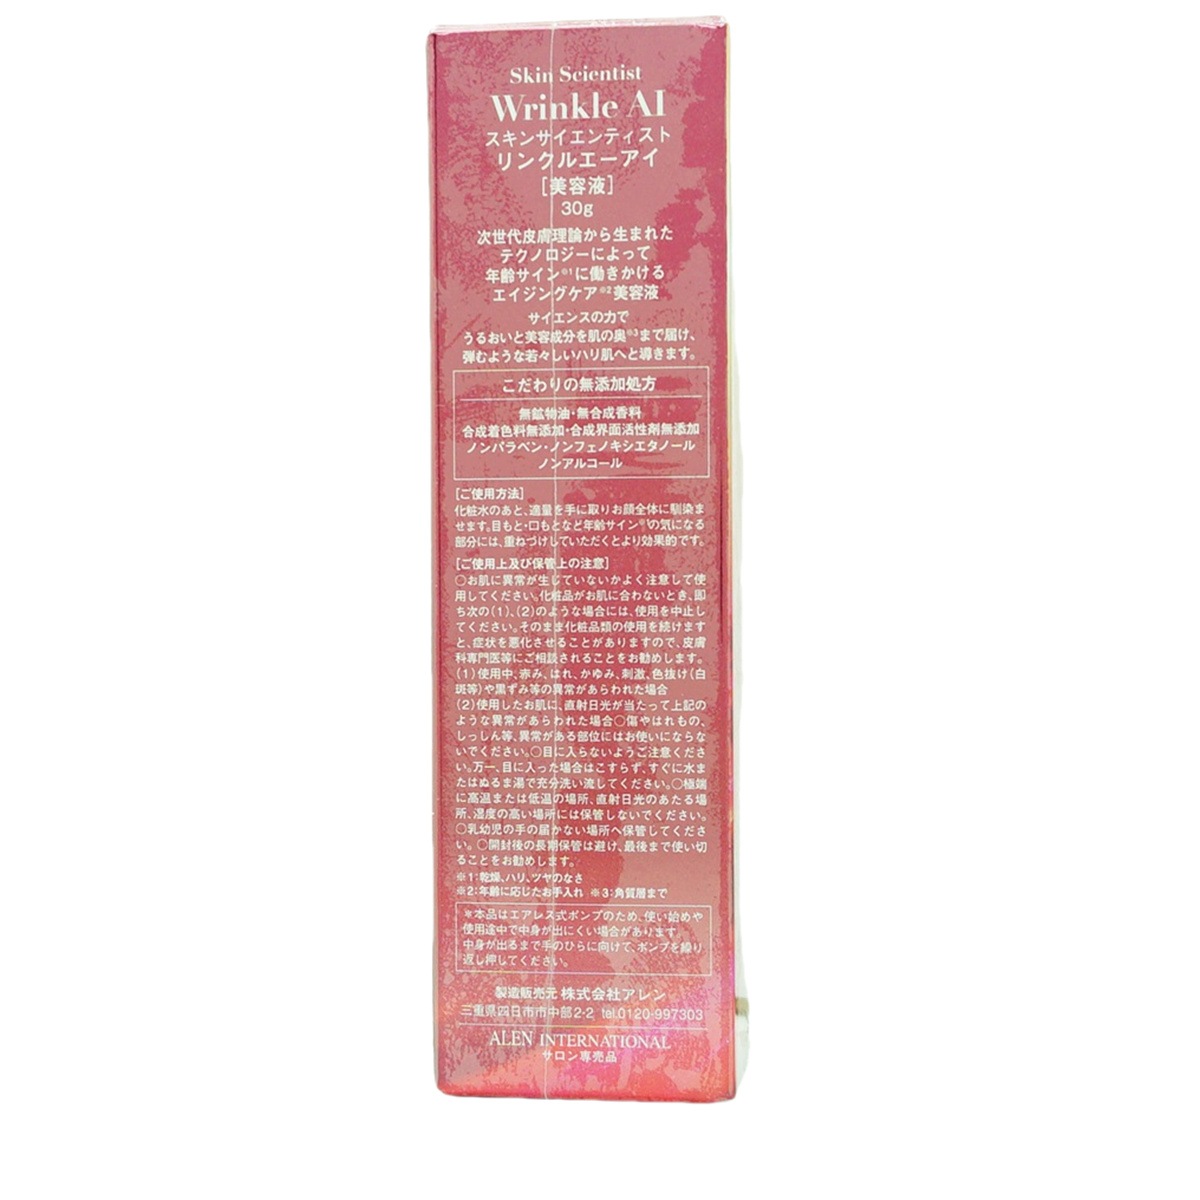 Skin Scientist
Wrinkle AI
スキンサイエンティスト
リンクルエーアイ
[美容液]
30g
次世代皮膚理論から生まれた
テクノロジーによって
年齢サイン※1に働きかける
エイジングケア※2美容液
サイエンスの力で
うるおいと美容成分を肌の奥※3まで届け、
弾むような若々しいハリ肌へと導きます。
こだわりの無添加処方
無鉱物油・無合成香料
合成着色料無添加・合成界面活性剤無添加
ノンパラベン・ノンフェノキシエタノール
ノンアルコール
[ご使用方法]
化粧水のあと、適量を手に取りお顔全体に馴染ま
せます。目もと・口もとなど年齢サイン※1の気になる
部分には、重ねづけしていただくとより効果的です。
[ご使用上及び保管上の注意]
○お肌に異常が生じていないかよく注意して使
用してください。化粧品がお肌に合わないとき、即
ち次の(1)、(2)のような場合には、使用を中止し
てください。そのまま化粧品類の使用を続けます
と、症状を悪化させることがありますので、皮膚
科専門医等にご相談されることをお勧めします。
(1)使用中、赤み、はれ、かゆみ、刺激、色抜け(白
斑等)や黒ずみ等の異常があらわれた場合
(2)使用したお肌に、直射日光が当たって上記の
ような異常があらわれた場合○傷やはれもの、
しっしん等、異常がある部位にはお使いにならな
いでください。○目に入らないようご注意くださ
い。万一、目に入った場合はこすらず、すぐに水ま
たはぬるま湯で充分洗い流してください。○極端
に高温または低温の場所、直射日光のあたる場
所、湿度の高い場所には保管しないでください。
○乳幼児の手の届かない場所へ保管してくださ
い。○開封後の長期保管は避け、最後まで使い切
ることをお勧めします。
※1:乾燥、ハリ、ツヤのなさ
※2:年齢に応じたお手入れ ※3:角質層まで
＊本品はエアレス式ポンプのため、使い始めや
使用途中で中身が出にくい場合があります。
中身が出るまで手のひらに向けて、ポンプを繰り
返し押してください。
製造販売元 株式会社アレン
三重県四日市市中部2-2 tel.0120-997303
ALEN INTERNATIONAL
サロン専売品